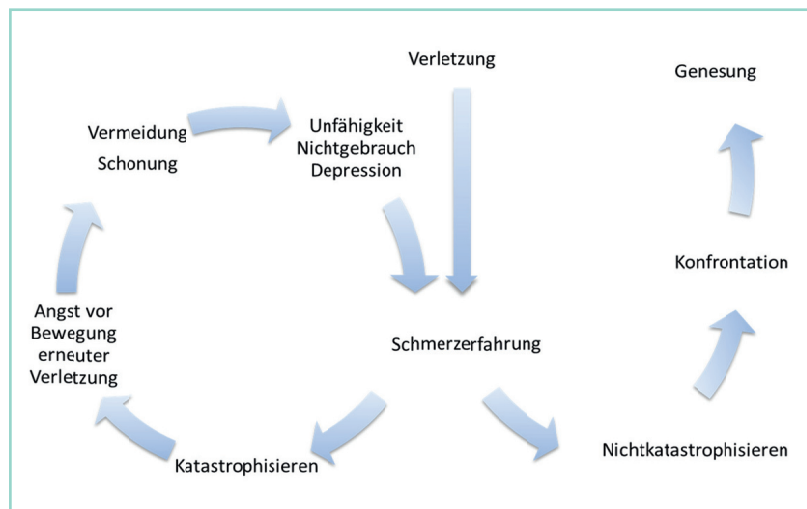 Verletzung
Genesung
Vermeidung
Schonung
Unfähigkeit
Nichtgebrauch
Depression
Konfrontation
Angst vor
Bewegung
erneuter
Verletzung
Schmerzerfahrung
Katastrophisieren
Nichtkatastrophisieren